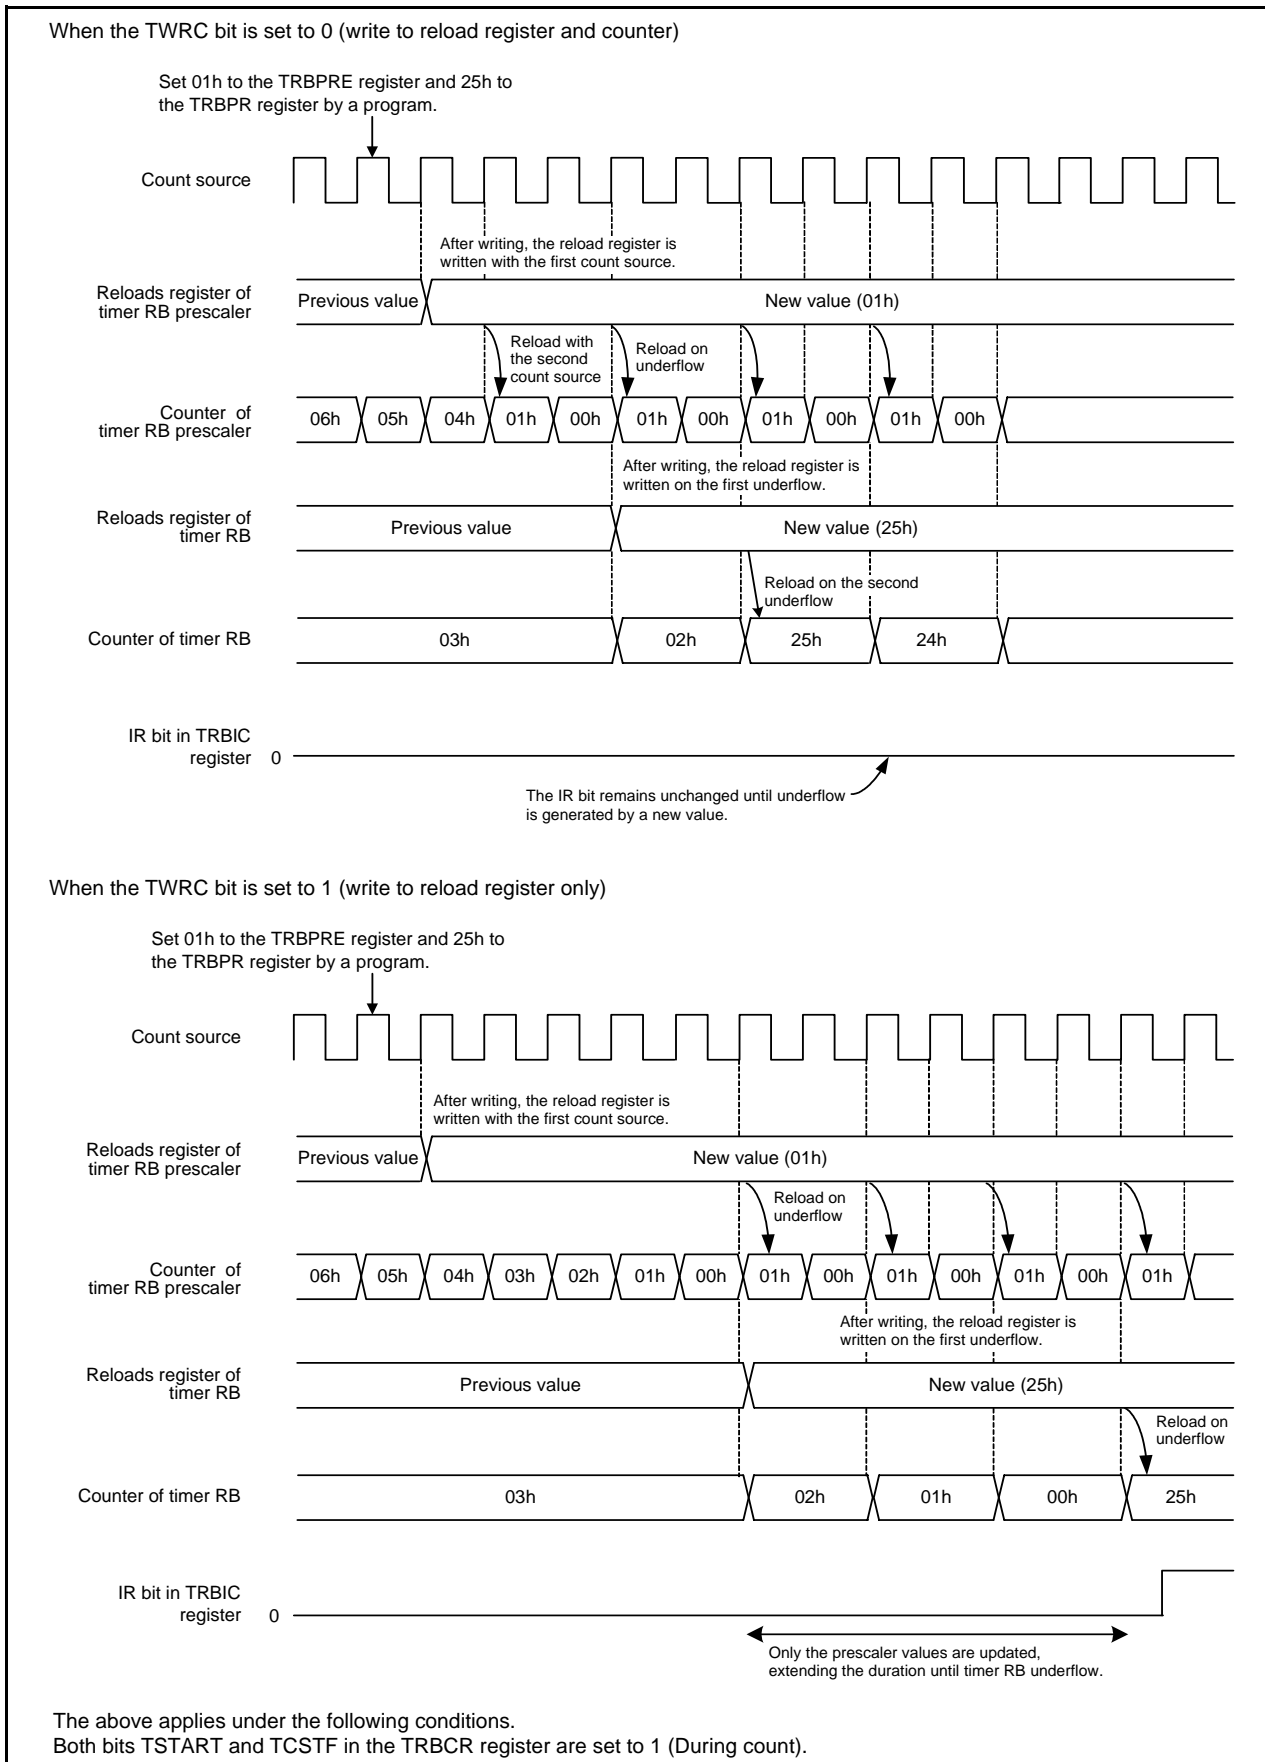 When the TWRC bit is set to 0 (write to reload register and counter)
Set 01h to the TRBPRE register and 25h to
the TRBPR register by a program.
Count source
After writing, the reload register is
written with the first count source.
Reloads register of
timer RB prescaler
Previous value
New value (01h)
Reload with
the second
count source
Reload on
underflow
Counter of
timer RB prescaler
06h 05h 04h 01h 00h 01h 00h 01h 00h 01h 00h
After writing, the reload register is
written on the first underflow.
Reloads register of
timer RB
Previous value
New value (25h)
Reload on the second
underflow
Counter of timer RB
03h 02h 25h 24h
IR bit in TRBIC
register
0
The IR bit remains unchanged until underflow
is generated by a new value.
When the TWRC bit is set to 1 (write to reload register only)
Set 01h to the TRBPRE register and 25h to
the TRBPR register by a program.
Count source
After writing, the reload register is
written with the first count source.
Reloads register of
timer RB prescaler
Previous value
New value (01h)
Reload on
underflow
Counter of
timer RB prescaler
06h 05h 04h 03h 02h 01h 00h 01h 00h 01h 00h 01h 00h 01h
After writing, the reload register is
written on the first underflow.
Reloads register of
timer RB
Previous value
New value (25h)
Reload on
underflow
Counter of timer RB
03h 02h 01h 00h 25h
IR bit in TRBIC
register
0
Only the prescaler values are updated,
extending the duration until timer RB underflow.
The above applies under the following conditions.
Both bits TSTART and TCSTF in the TRBCR register are set to 1 (During count).